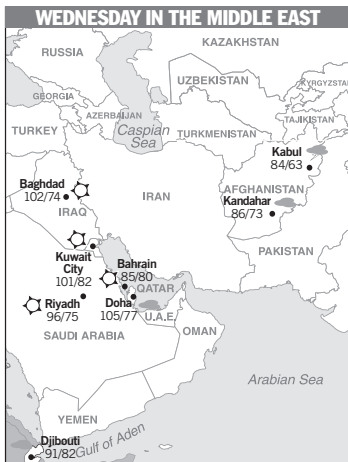 WEDNESDAY IN THE MIDDLE EAST
KAZAKHSTAN
RUSSIA
UZBEKISTAN
KYRGYZSTAN
GEORGIA
AZERBAIJAN
TAJIKISTAN
TURKEY
Caspian
Sea
TURKMENISTAN
Kabul
84/63
Baghdad
102/74
IRAN
AFGHANISTAN
Kandahar
86/73
IRAQ
PAKISTAN
Kuwait
City
101/82
Bahrain
85/80
QATAR
Riyadh
96/75
Doha
105/77
U.A.E.
SAUDI ARABIA
OMAN
Arabian Sea
YEMEN
Djibouti
91/82
Gulf of Aden